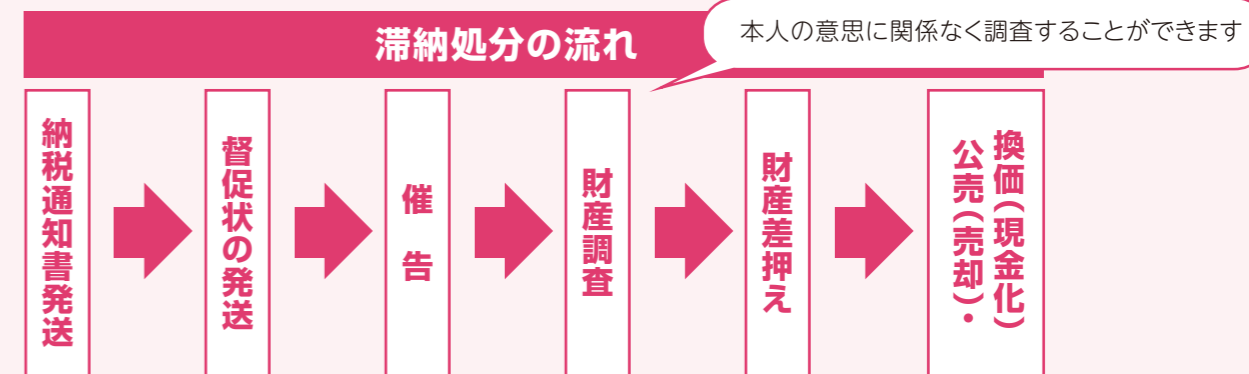 滞納処分の流れ
本人の意思に関係なく調査することができます
納税通知書発送
督促状の発送
催告
財産調査
財産差押え
換価(現金化)
公売(売却)・